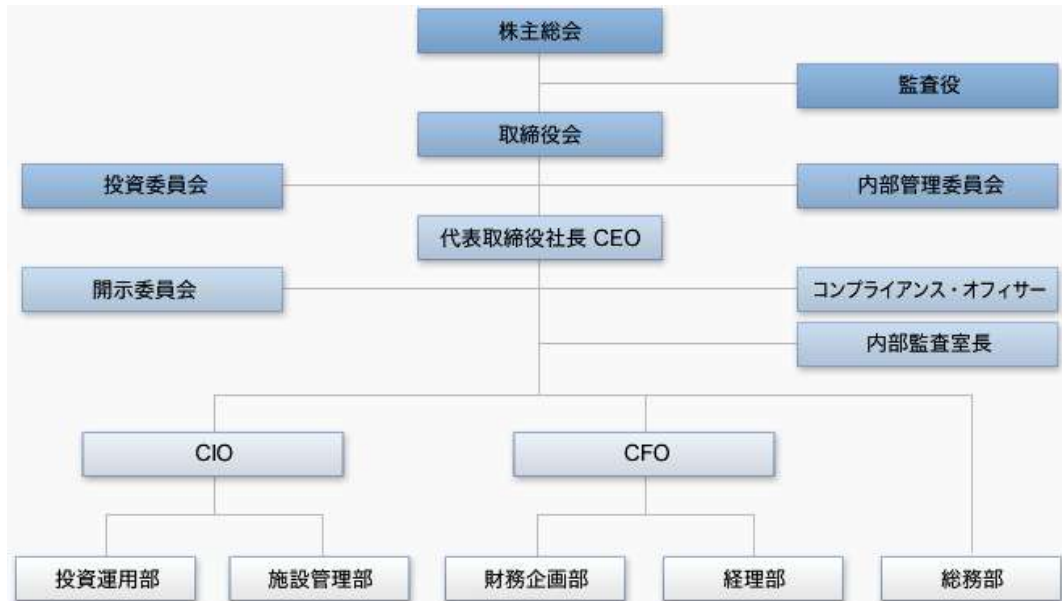 株主総会
監査役
取締役会
投資委員会
内部管理委員会
代表取締役社長 CEO
開示委員会
コンプライアンス・オフィサー
内部監査室長
CIO
CFO
投資運用部
施設管理部
財務企画部
経理部
総務部